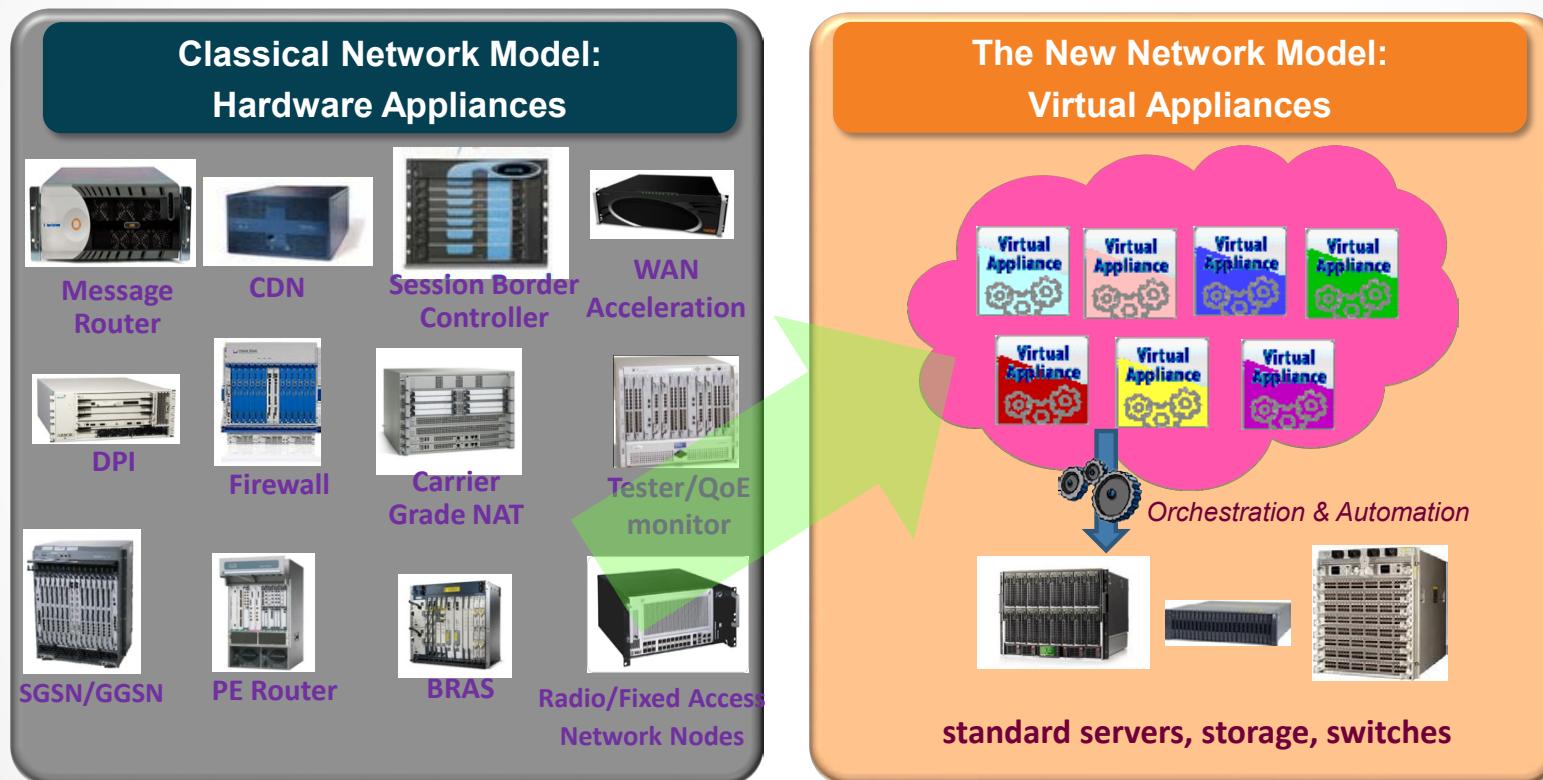 Classical Network Model:
Hardware Appliances
Message
Router
CDN
Session Border
Controller
WAN
Acceleration
DPI
Firewall
Carrier
Grade NAT
Tester/QoE
monitor
SGSN/GGSN
PE Router
BRAS
Radio/Fixed Access
Network Nodes
The New Network Model:
Virtual Appliances
Virtual
Appliance
Virtual
Appliance
Virtual
Appliance
Virtual
Appliance
Virtual
Appliance
Virtual
Appliance
Virtual
Appliance
Orchestration & Automation
standard servers, storage, switches